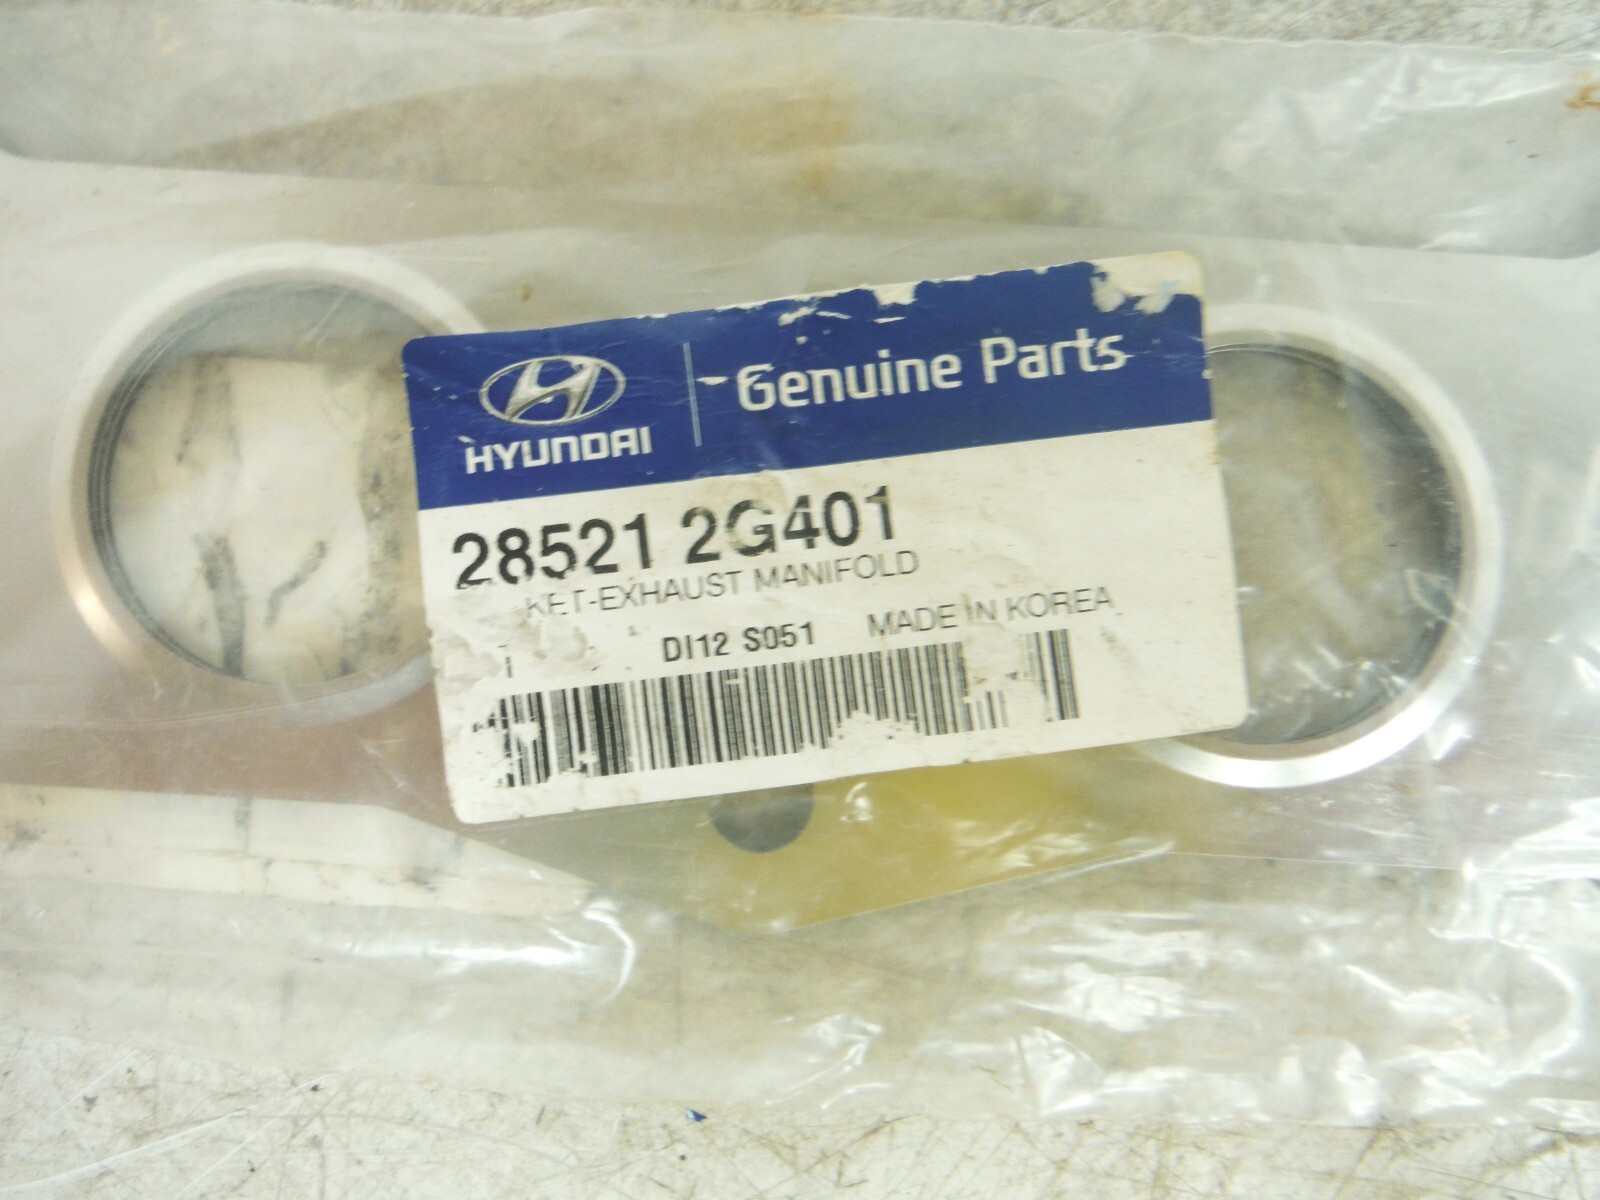 HYUNDAI
Genuine Parts
28521 2G401
KET-EXHAUST MANIFOLD
DI12 S051 MADE IN KOREA